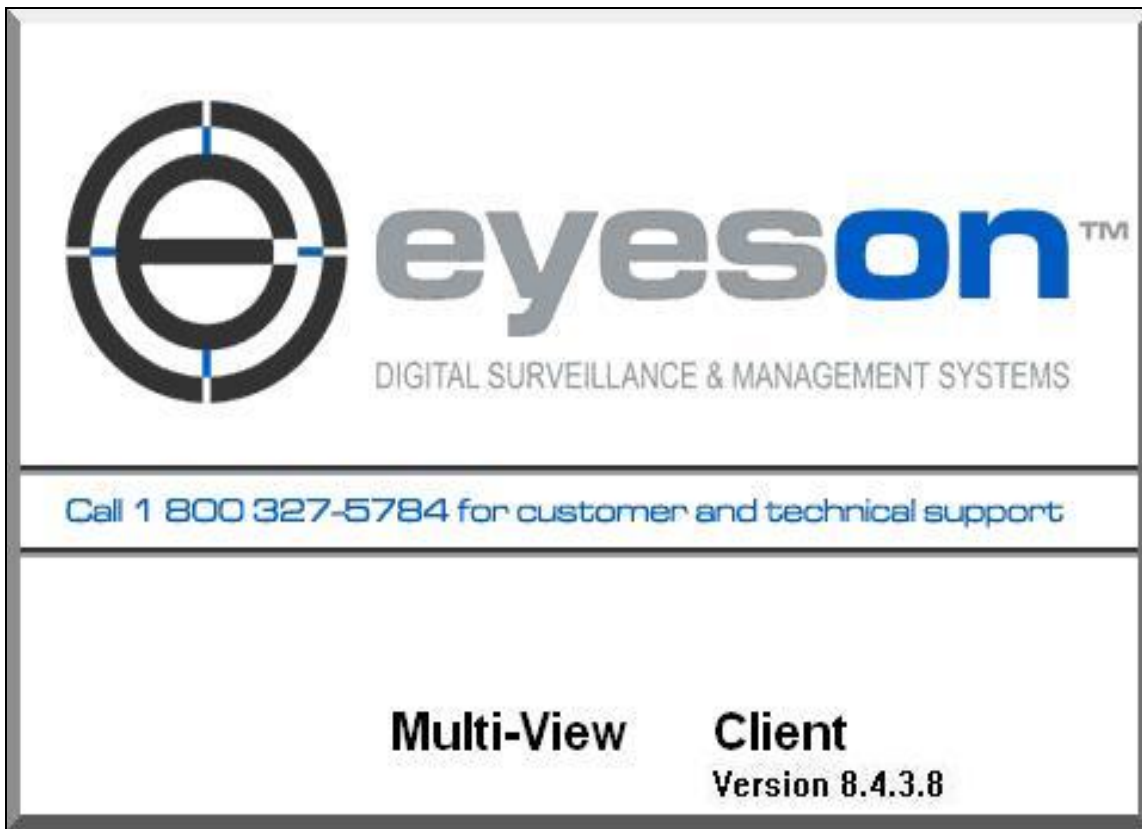 eyeson™
DIGITAL SURVEILLANCE & MANAGEMENT SYSTEMS
Call 1 800 327-5784 for customer and technical support
Multi-View Client
Version 8.4.3.8